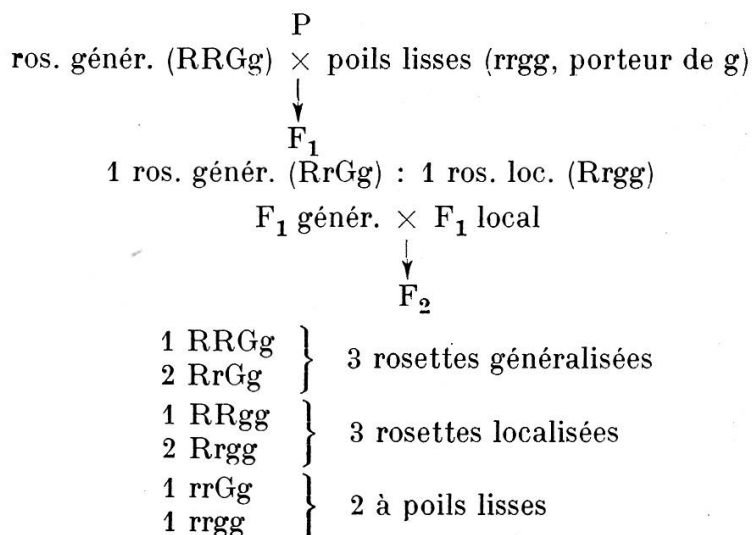 P
ros. génér. (RRGg) × poils lisses (rrgg, porteur de g)
F₁
1 ros. génér. (RrGg) : 1 ros. loc. (Rrgg)
F₁ génér. × F₁ local
F₂
1 RRGg
2 RrGg
3 rosettes généralisées
1 RRgg
2 Rrgg
3 rosettes localisées
1 rrGg
1 rrgg
2 à poils lisses